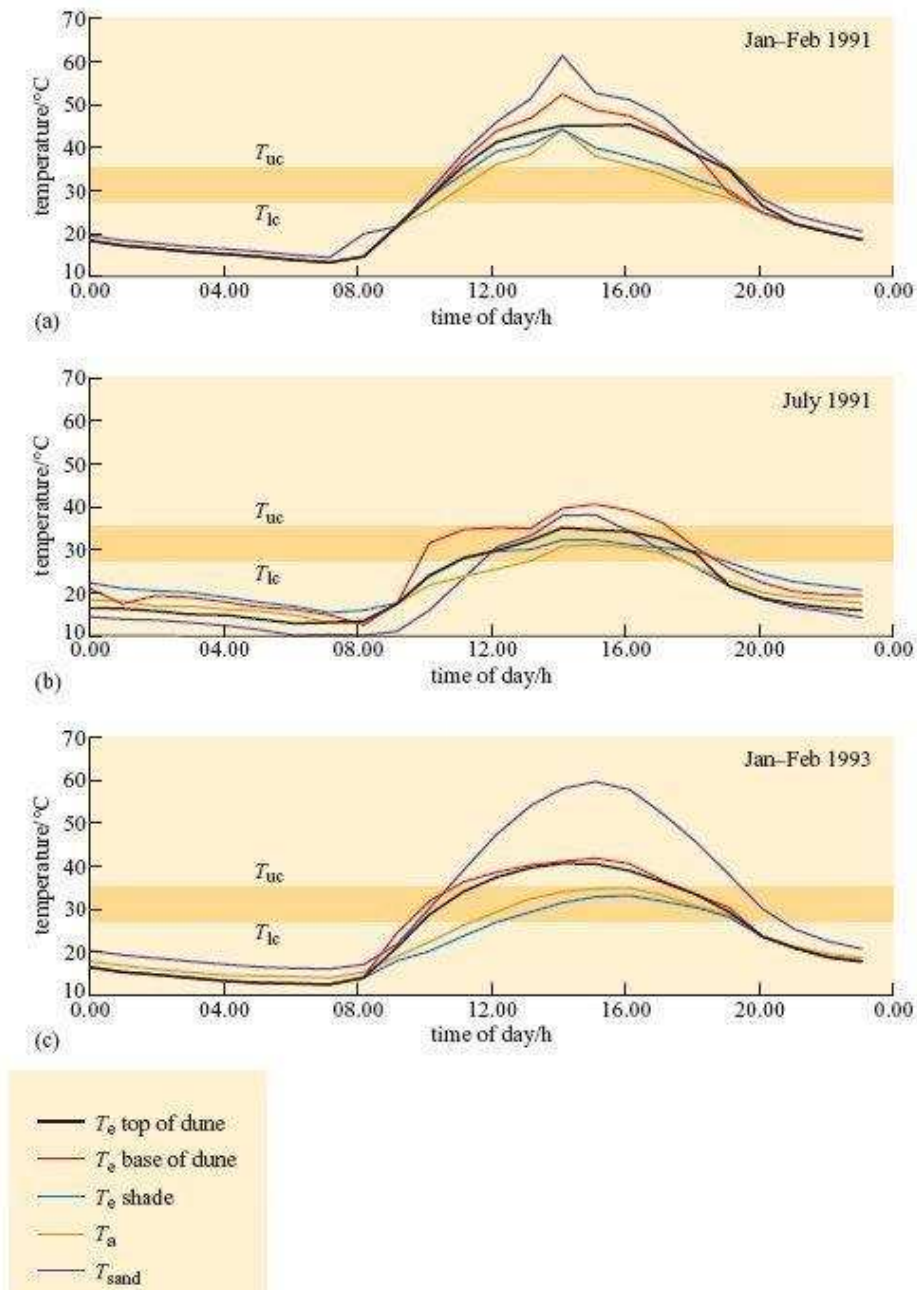 Jan–Feb 1991
temperature/°C
70
60
50
40
30
20
10
Tuc
Tlc
0.00 04.00 08.00 12.00 16.00 20.00 0.00
time of day/h
(a)
July 1991
temperature/°C
70
60
50
40
30
20
10
Tuc
Tlc
0.00 04.00 08.00 12.00 16.00 20.00 0.00
time of day/h
(b)
Jan–Feb 1993
temperature/°C
70
60
50
40
30
20
10
Tuc
Tlc
0.00 04.00 08.00 12.00 16.00 20.00 0.00
time of day/h
(c)
Te top of dune
Te base of dune
Te shade
Ta
Tsand